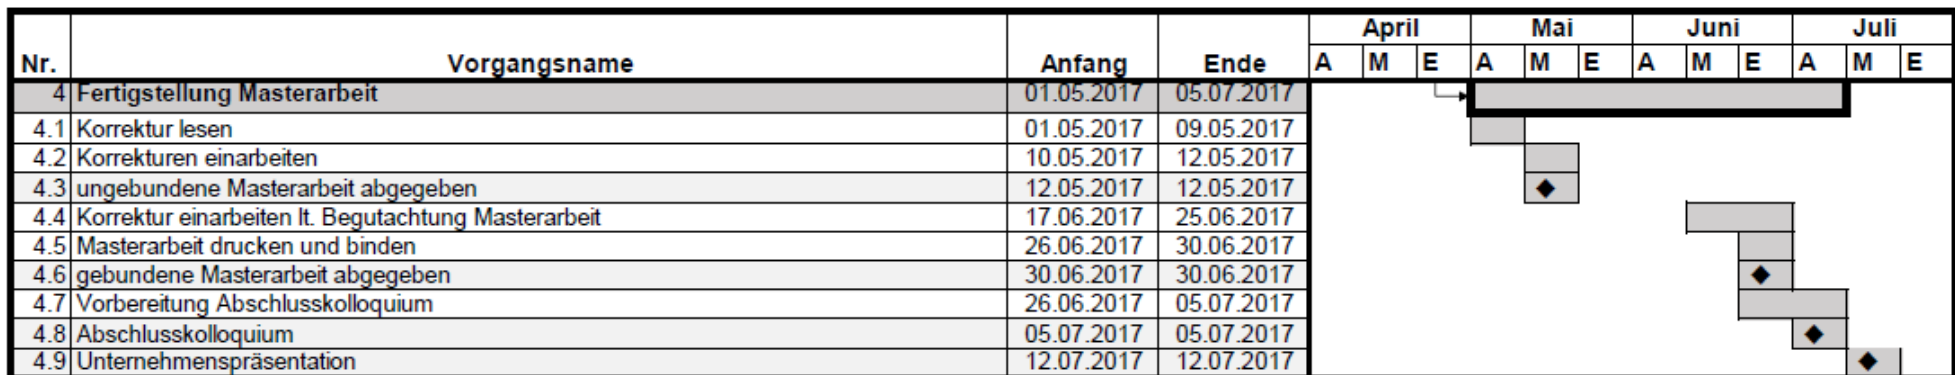 April Mai Juni Juli
Nr. Vorgangsname Anfang Ende A M E A M E A M E A M E
4 Fertigstellung Masterarbeit 01.05.2017 05.07.2017
4.1 Korrektur lesen 01.05.2017 09.05.2017
4.2 Korrekturen einarbeiten 10.05.2017 12.05.2017
4.3 ungebundene Masterarbeit abgegeben 12.05.2017 12.05.2017
4.4 Korrektur einarbeiten lt. Begutachtung Masterarbeit 17.06.2017 25.06.2017
4.5 Masterarbeit drucken und binden 26.06.2017 30.06.2017
4.6 gebundene Masterarbeit abgegeben 30.06.2017 30.06.2017
4.7 Vorbereitung Abschlusskolloquium 26.06.2017 05.07.2017
4.8 Abschlusskolloquium 05.07.2017 05.07.2017
4.9 Unternehmenspräsentation 12.07.2017 12.07.2017